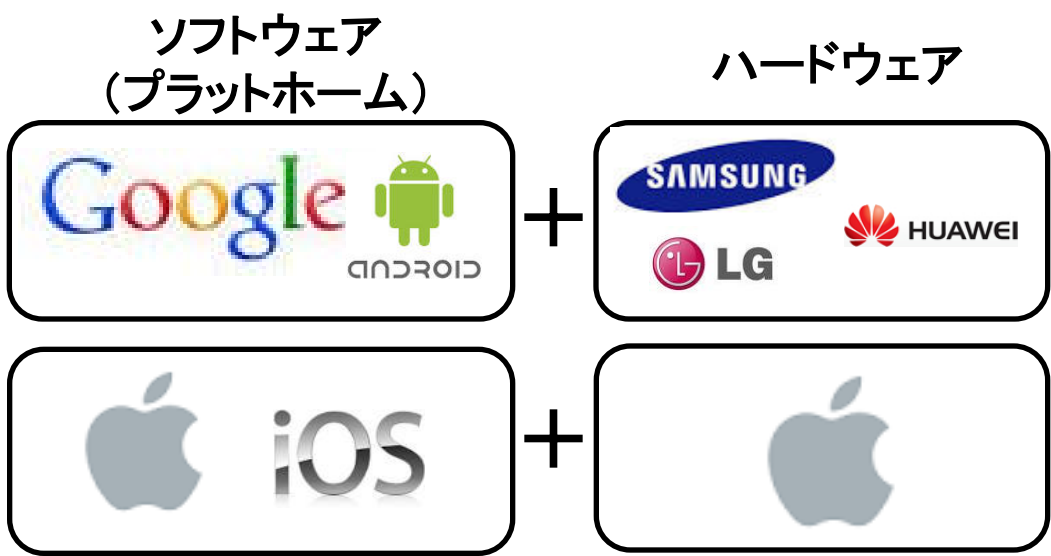 ソフトウェア
（プラットホーム）
ハードウェア
Google
ANDROID
+
SAMSUNG
HUAWEI
LG
iOS
+